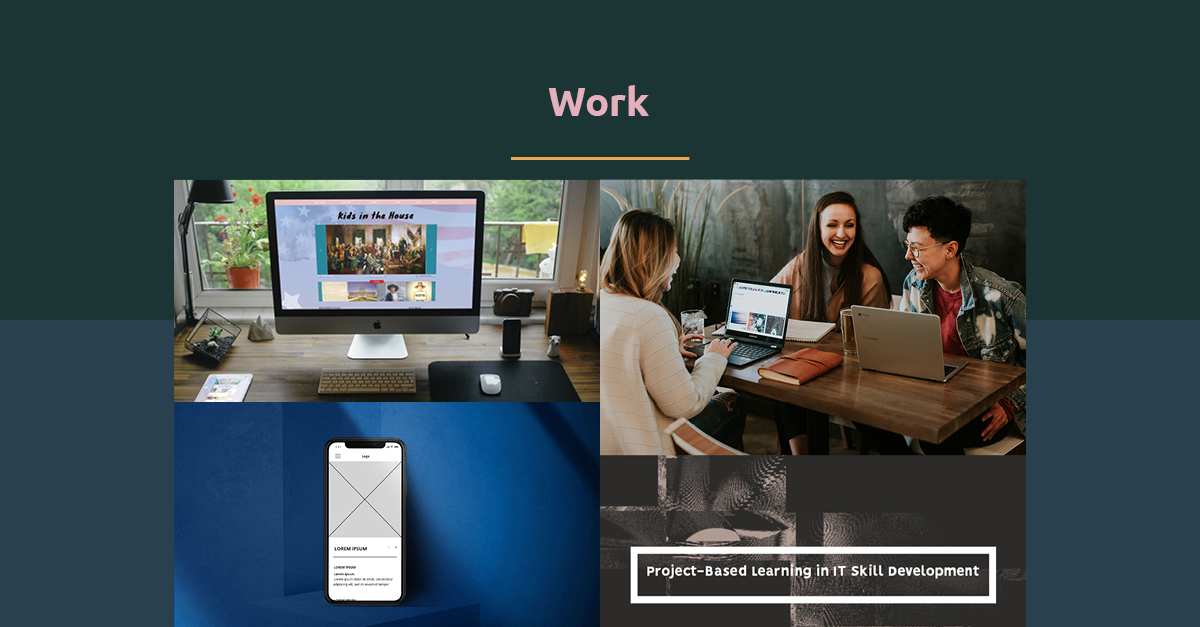 Work
Kids in the House
Logo
LOREM IPSUM
LOREM IPSUM
Lorem ipsum
Lorem ipsum dolor sit amet, consectetur
adipiscing elit, sed do eiusmod tempor
Project-Based Learning in IT Skill Development